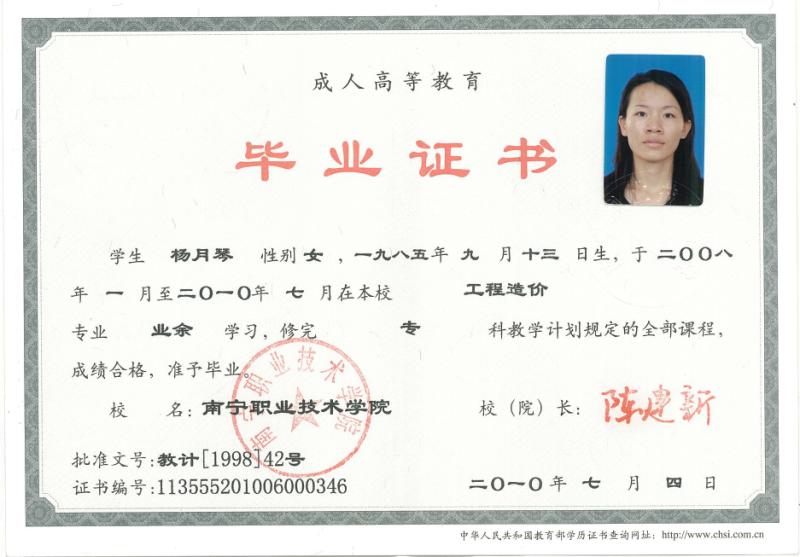 成人高等教育
毕业证书
学生 杨月琴 性别 女 , 一九八五年 九 月 十三 日生, 于 二〇〇八
年 一 月至二〇一〇年 七 月在本校 工程造价
专业 业余 学习, 修完 专 科教学计划规定的全部课程,
成绩合格, 准予毕业。
校 名: 南宁职业技术学院 校(院)长: 陈建新
南宁职业技术学院
批准文号: 教计[1998]42号
证书编号: 113555201006000346 二〇一〇 年 七 月 四 日
中华人民共和国教育部学历证书查询网址: http://www.chsi.com.cn